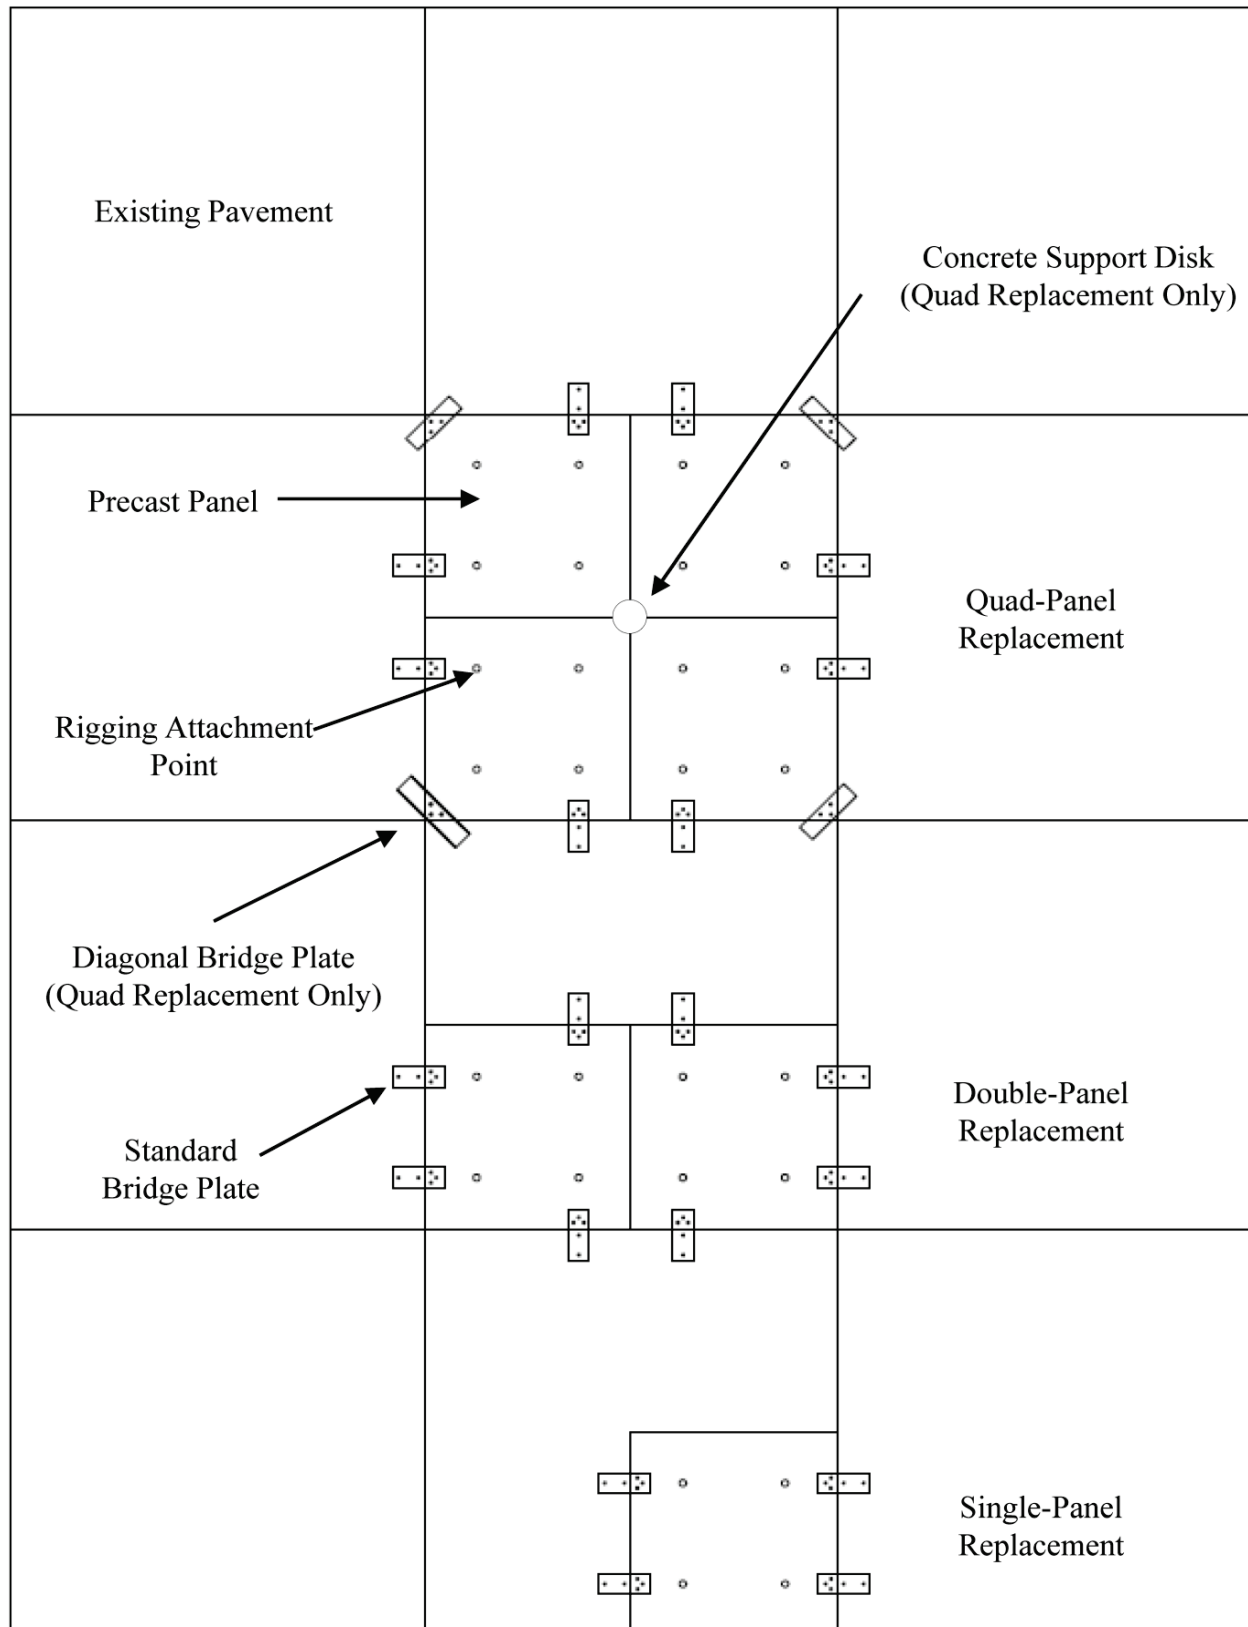 Existing Pavement
Concrete Support Disk
(Quad Replacement Only)
Precast Panel
Quad-Panel
Replacement
Rigging Attachment
Point
Diagonal Bridge Plate
(Quad Replacement Only)
Double-Panel
Replacement
Standard
Bridge Plate
Single-Panel
Replacement